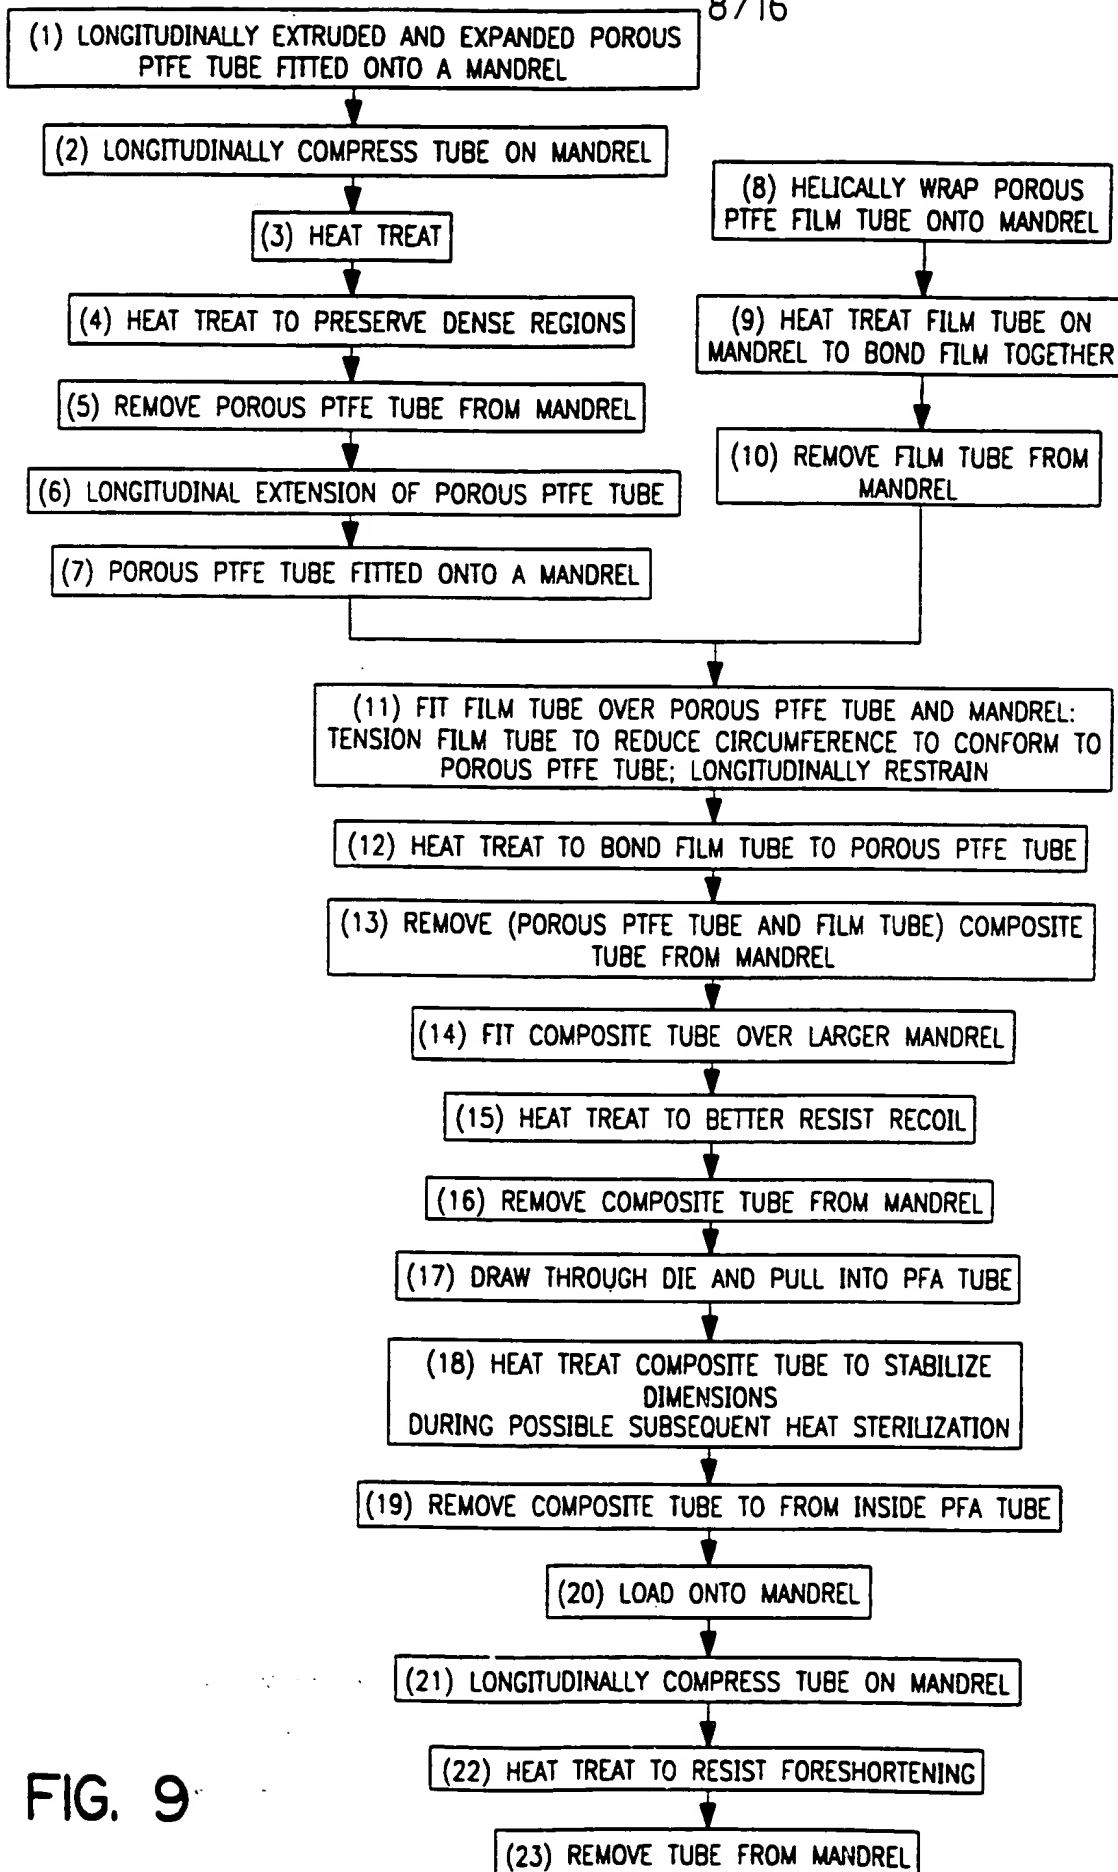 8/16
(1) LONGITUDINALLY EXTRUDED AND EXPANDED POROUS
PTFE TUBE FITTED ONTO A MANDREL
(2) LONGITUDINALLY COMPRESS TUBE ON MANDREL
(3) HEAT TREAT
(4) HEAT TREAT TO PRESERVE DENSE REGIONS
(5) REMOVE POROUS PTFE TUBE FROM MANDREL
(6) LONGITUDINAL EXTENSION OF POROUS PTFE TUBE
(7) POROUS PTFE TUBE FITTED ONTO A MANDREL
(8) HELICALLY WRAP POROUS
PTFE FILM TUBE ONTO MANDREL
(9) HEAT TREAT FILM TUBE ON
MANDREL TO BOND FILM TOGETHER
(10) REMOVE FILM TUBE FROM
MANDREL
(11) FIT FILM TUBE OVER POROUS PTFE TUBE AND MANDREL:
TENSION FILM TUBE TO REDUCE CIRCUMFERENCE TO CONFORM TO
POROUS PTFE TUBE; LONGITUDINALLY RESTRAIN
(12) HEAT TREAT TO BOND FILM TUBE TO POROUS PTFE TUBE
(13) REMOVE (POROUS PTFE TUBE AND FILM TUBE) COMPOSITE
TUBE FROM MANDREL
(14) FIT COMPOSITE TUBE OVER LARGER MANDREL
(15) HEAT TREAT TO BETTER RESIST RECOIL
(16) REMOVE COMPOSITE TUBE FROM MANDREL
(17) DRAW THROUGH DIE AND PULL INTO PFA TUBE
(18) HEAT TREAT COMPOSITE TUBE TO STABILIZE
DIMENSIONS
DURING POSSIBLE SUBSEQUENT HEAT STERILIZATION
(19) REMOVE COMPOSITE TUBE TO FROM INSIDE PFA TUBE
(20) LOAD ONTO MANDREL
(21) LONGITUDINALLY COMPRESS TUBE ON MANDREL
(22) HEAT TREAT TO RESIST FORESHORTENING
(23) REMOVE TUBE FROM MANDREL
FIG. 9